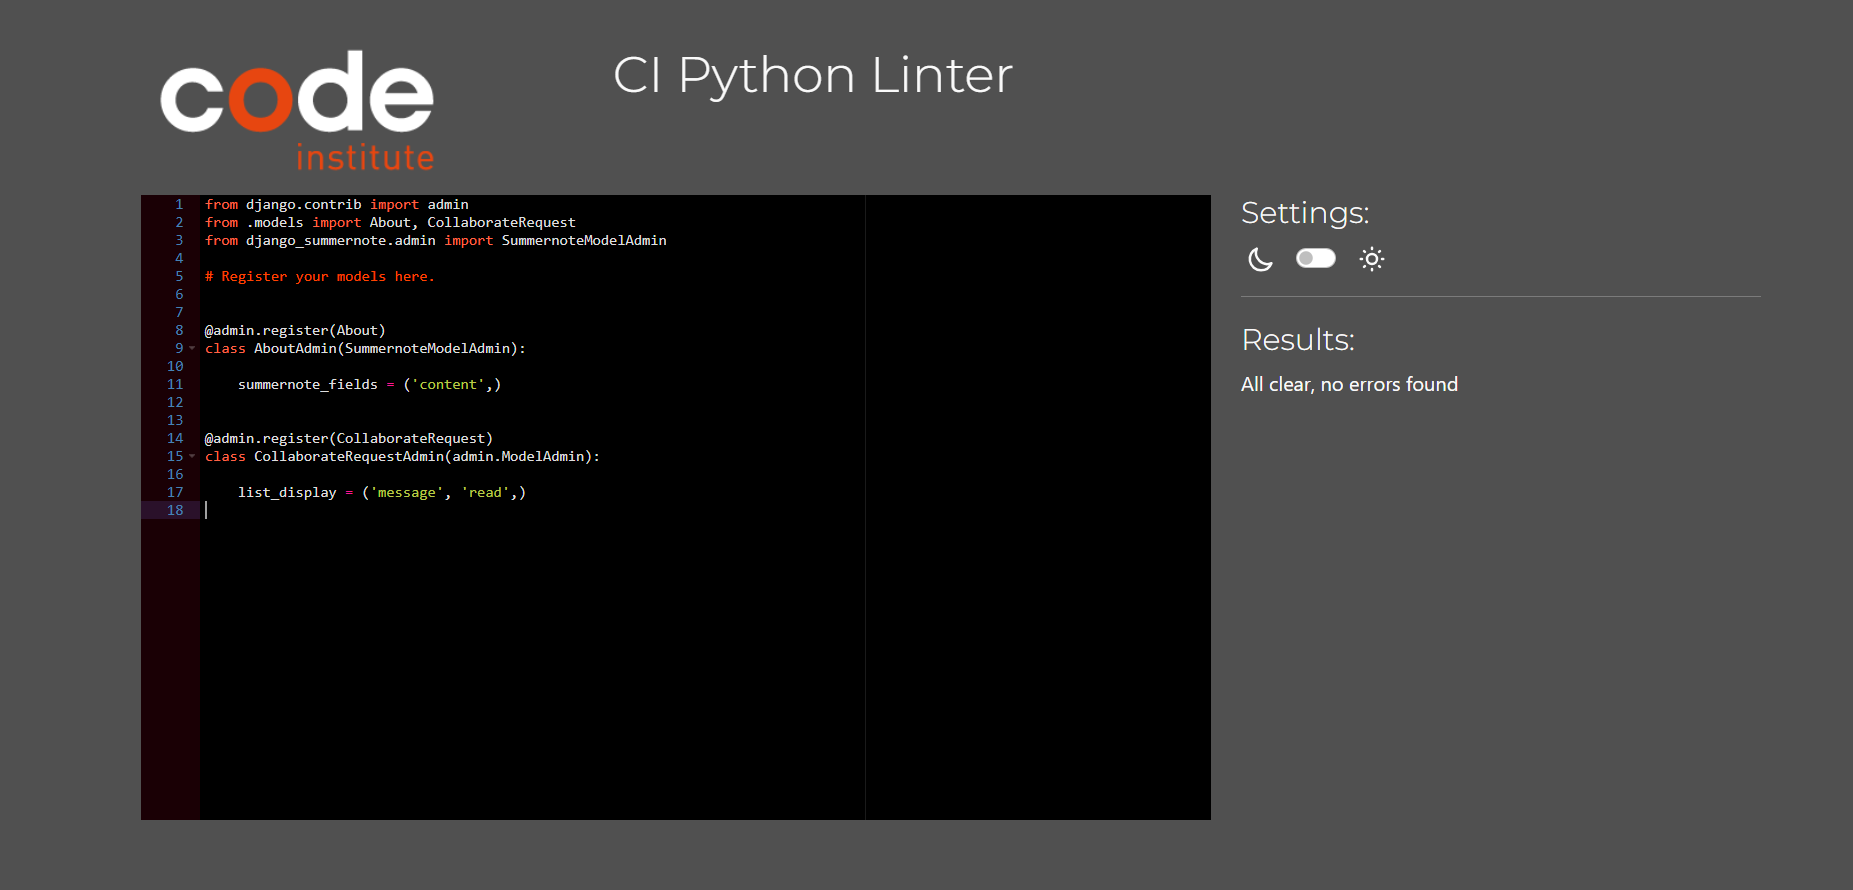 code
institute
CI Python Linter
1 from django.contrib import admin
2 from .models import About, CollaborateRequest
3 from django_summernote.admin import SummernoteModelAdmin
4
5 # Register your models here.
6
7
8 @admin.register(About)
9 class AboutAdmin(SummernoteModelAdmin):
10
11     summernote_fields = ('content',)
12
13
14 @admin.register(CollaborateRequest)
15 class CollaborateRequestAdmin(admin.ModelAdmin):
16
17     list_display = ('message', 'read',)
18
Settings:
Results:
All clear, no errors found